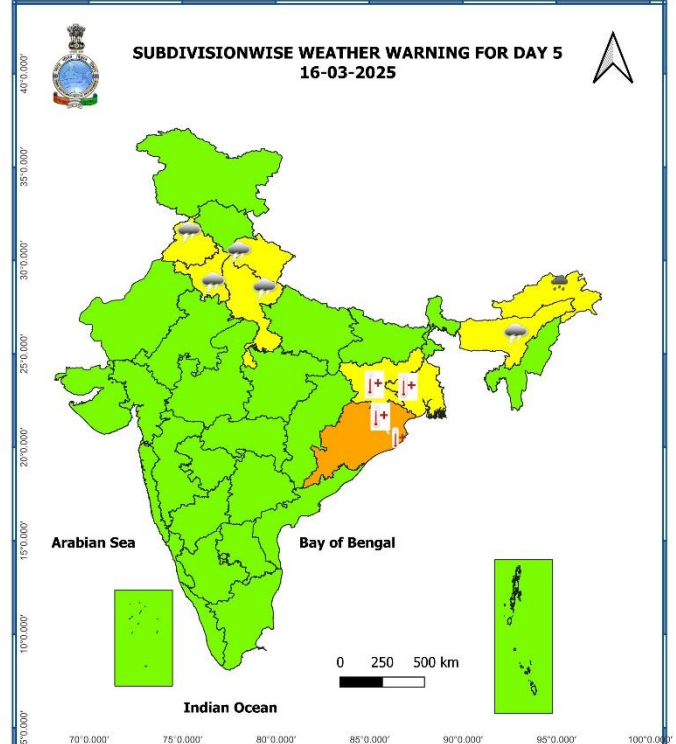 SUBDIVISIONWISE WEATHER WARNING FOR DAY 5
16-03-2025
40°0.000'
35°0.000'
30°0.000'
25°0.000'
20°0.000'
15°0.000'
10°0.000'
5°0.000'
Arabian Sea
Bay of Bengal
0 250 500 km
Indian Ocean
70°0.000' 75°0.000' 80°0.000' 85°0.000' 90°0.000' 95°0.000' 100°0.000'